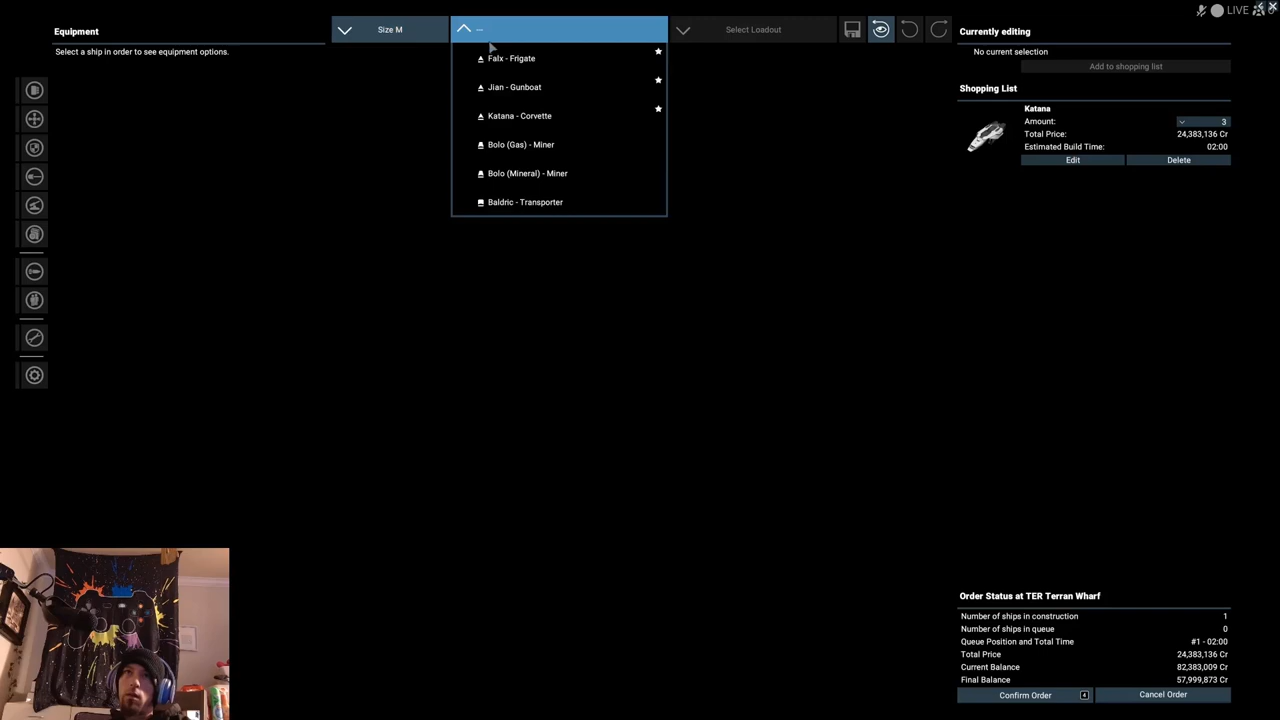 Equipment
Select a ship in order to see equipment options.
Size M
—
Select Loadout
Falx - Frigate
Jian - Gunboat
Katana - Corvette
Bolo (Gas) - Miner
Bolo (Mineral) - Miner
Baldric - Transporter
LIVE
Currently editing
No current selection
Add to shopping list
Shopping List
Katana
Amount: 3
Total Price: 24,383,136 Cr
Estimated Build Time: 02:00
Edit Delete
Order Status at TER Terran Wharf
Number of ships in construction 1
Number of ships in queue 0
Queue Position and Total Time #1 - 02:00
Total Price 24,383,136 Cr
Current Balance 82,383,009 Cr
Final Balance 57,999,873 Cr
Confirm Order 4 Cancel Order